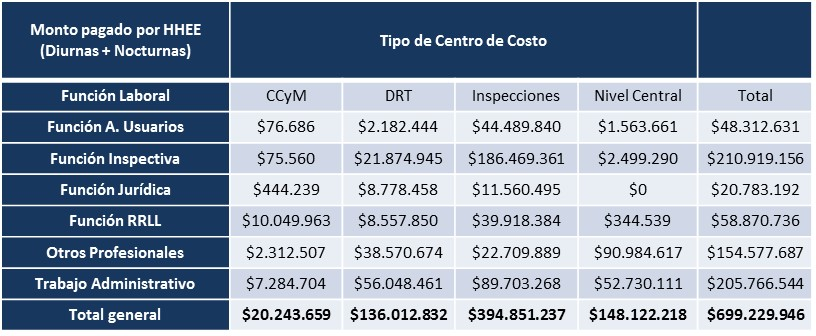 Monto pagado por HHEE
(Diurnas + Nocturnas)
Tipo de Centro de Costo
Función Laboral CCyM DRT Inspecciones Nivel Central Total
Función A. Usuarios $76.686 $2.182.444 $44.489.840 $1.563.661 $48.312.631
Función Inspectiva $75.560 $21.874.945 $186.469.361 $2.499.290 $210.919.156
Función Jurídica $444.239 $8.778.458 $11.560.495 $0 $20.783.192
Función RRLL $10.049.963 $8.557.850 $39.918.384 $344.539 $58.870.736
Otros Profesionales $2.312.507 $38.570.674 $22.709.889 $90.984.617 $154.577.687
Trabajo Administrativo $7.284.704 $56.048.461 $89.703.268 $52.730.111 $205.766.544
Total general $20.243.659 $136.012.832 $394.851.237 $148.122.218 $699.229.946